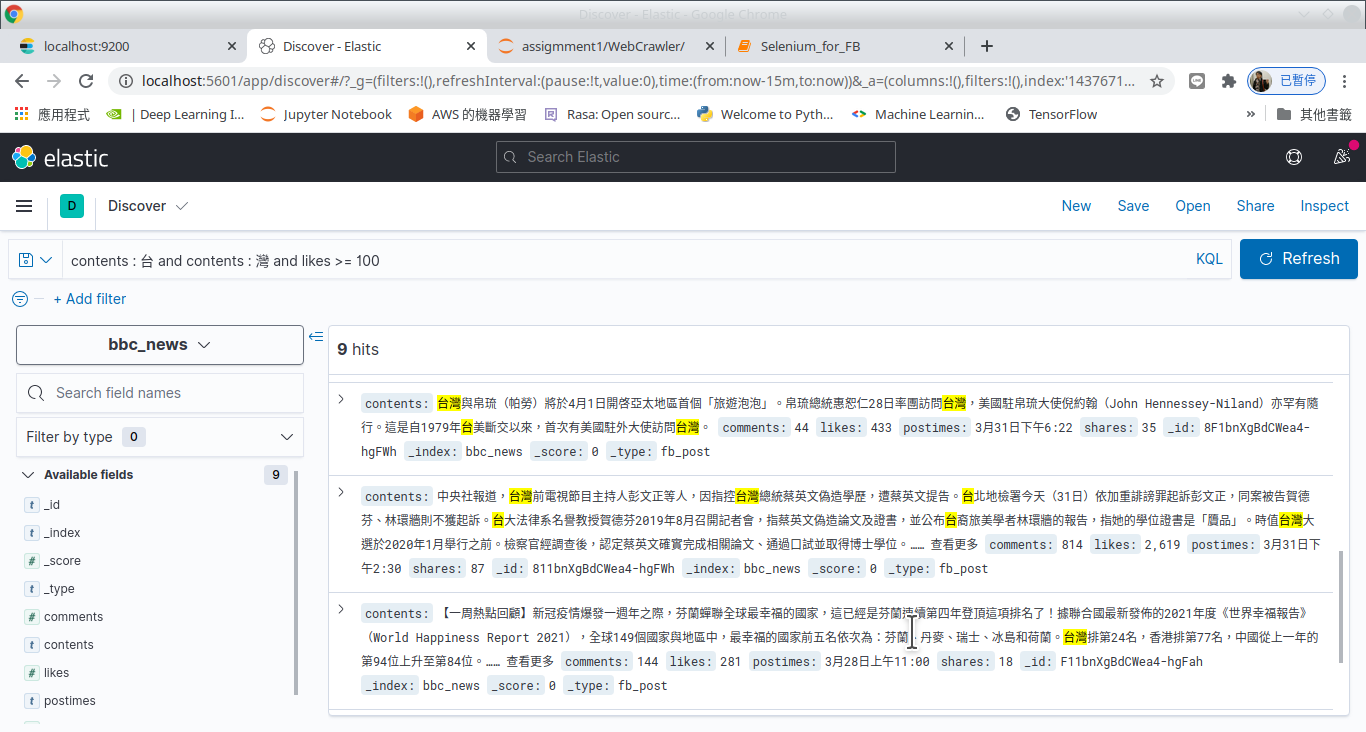 Discover - Elastic - Google Chrome
localhost:9200
Discover - Elastic
assigmment1/WebCrawler/
Selenium_for_FB
localhost:5601/app/discover#/?_g=(filters:!(),refreshInterval:(pause:!t,value:0),time:(from:now-15m,to:now))&_a=(columns:!(),filters:!(),index:'1437671...
已暫停
應用程式
| Deep Learning I...
Jupyter Notebook
AWS 的機器學習
Rasa: Open sourc...
Welcome to Pyth...
Machine Learnin...
TensorFlow
»
其他書籤
elastic
Search Elastic
D
Discover
New
Save
Open
Share
Inspect
contents : 台 and contents : 灣 and likes >= 100
KQL
Refresh
+ Add filter
bbc_news
Search field names
Filter by type 0
Available fields 9
t _id
t _index
# _score
t _type
# comments
t contents
# likes
t postimes
9 hits
contents: 台灣與帛琉（帕勞）將於4月1日開啓亞太地區首個「旅遊泡泡」。帛琉總統惠恕仁28日率團訪問台灣，美國駐帛琉大使倪約翰（John Hennessey-Niland）亦罕有隨
行。這是自1979年台美斷交以來，首次有美國駐外大使訪問台灣。 comments: 44 likes: 433 postimes: 3月31日下午6:22 shares: 35 _id: 8F1bnXgBdCWea4-
hgFWh _index: bbc_news _score: 0 _type: fb_post
contents: 中央社報道，台灣前電視節目主持人彭文正等人，因指控台灣總統蔡英文偽造學歷，遭蔡英文提告。台北地檢署今天（31日）依加重誹謗罪起訴彭文正，同案被告賀德
芬、林環牆則不獲起訴。台大法律系名譽教授賀德芬2019年8月召開記者會，指蔡英文偽造論文及證書，並公布台裔旅美學者林環牆的報告，指她的學位證書是「贋品」。時值台灣大
選於2020年1月舉行之前。檢察官經調查後，認定蔡英文確實完成相關論文、通過口試並取得博士學位。…… 查看更多 comments: 814 likes: 2,619 postimes: 3月31日下
午2:30 shares: 87 _id: 811bnXgBdCWea4-hgFWh _index: bbc_news _score: 0 _type: fb_post
contents: 【一周熱點回顧】新冠疫情爆發一週年之際，芬蘭蟬聯全球最幸福的國家，這已經是芬蘭連續第四年登頂這項排名了！據聯合國最新發佈的2021年度《世界幸福報告》
（World Happiness Report 2021），全球149個國家與地區中，最幸福的國家前五名依次為：芬蘭、丹麥、瑞士、冰島和荷蘭。台灣排第24名，香港排第77名，中國從上一年的
第94位上升至第84位。…… 查看更多 comments: 144 likes: 281 postimes: 3月28日上午11:00 shares: 18 _id: F11bnXgBdCWea4-hgFah
_index: bbc_news _score: 0 _type: fb_post